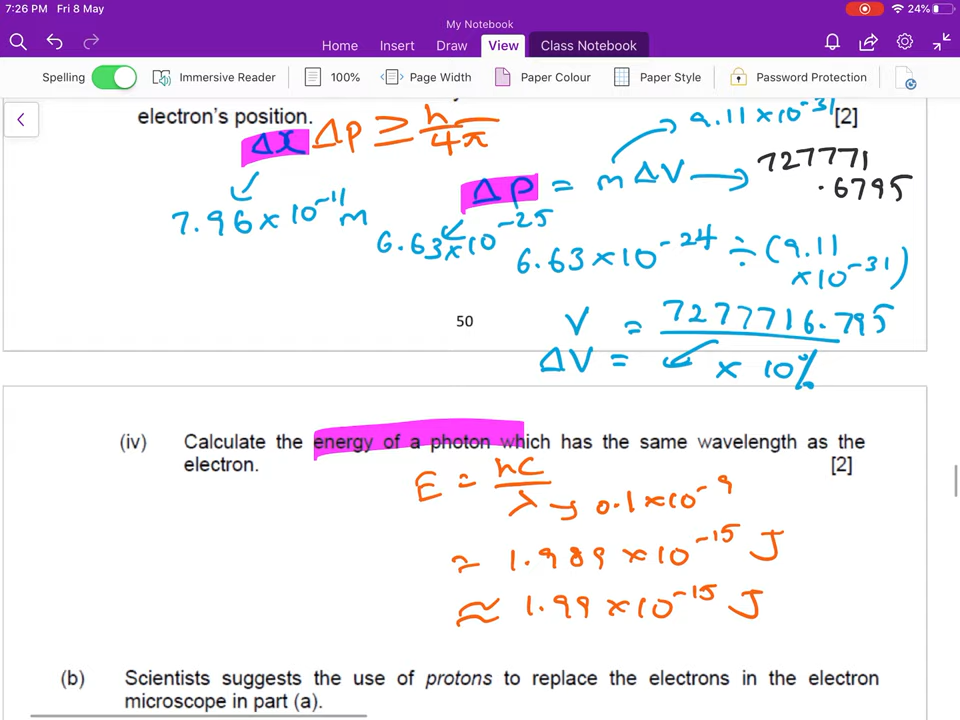 7:26 PM Fri 8 May 24%
My Notebook
Home Insert Draw View Class Notebook
Spelling Immersive Reader 100% Page Width Paper Colour Paper Style Password Protection
electron's position. [2]
Δx Δp ≥ h/4π
9.11 × 10⁻³¹
Δp = m ΔV → 727771
.6795
7.96 × 10⁻¹¹ m
6.63 × 10⁻²⁵
6.63 × 10⁻²⁴ ÷ (9.11
× 10⁻³¹)
50
V = 7277716.795
ΔV = ↙ × 10%
(iv) Calculate the energy of a photon which has the same wavelength as the
electron. [2]
E = hc/λ → 0.1 × 10⁻⁹
= 1.989 × 10⁻¹⁵ J
≈ 1.99 × 10⁻¹⁵ J
(b) Scientists suggests the use of protons to replace the electrons in the electron
microscope in part (a).